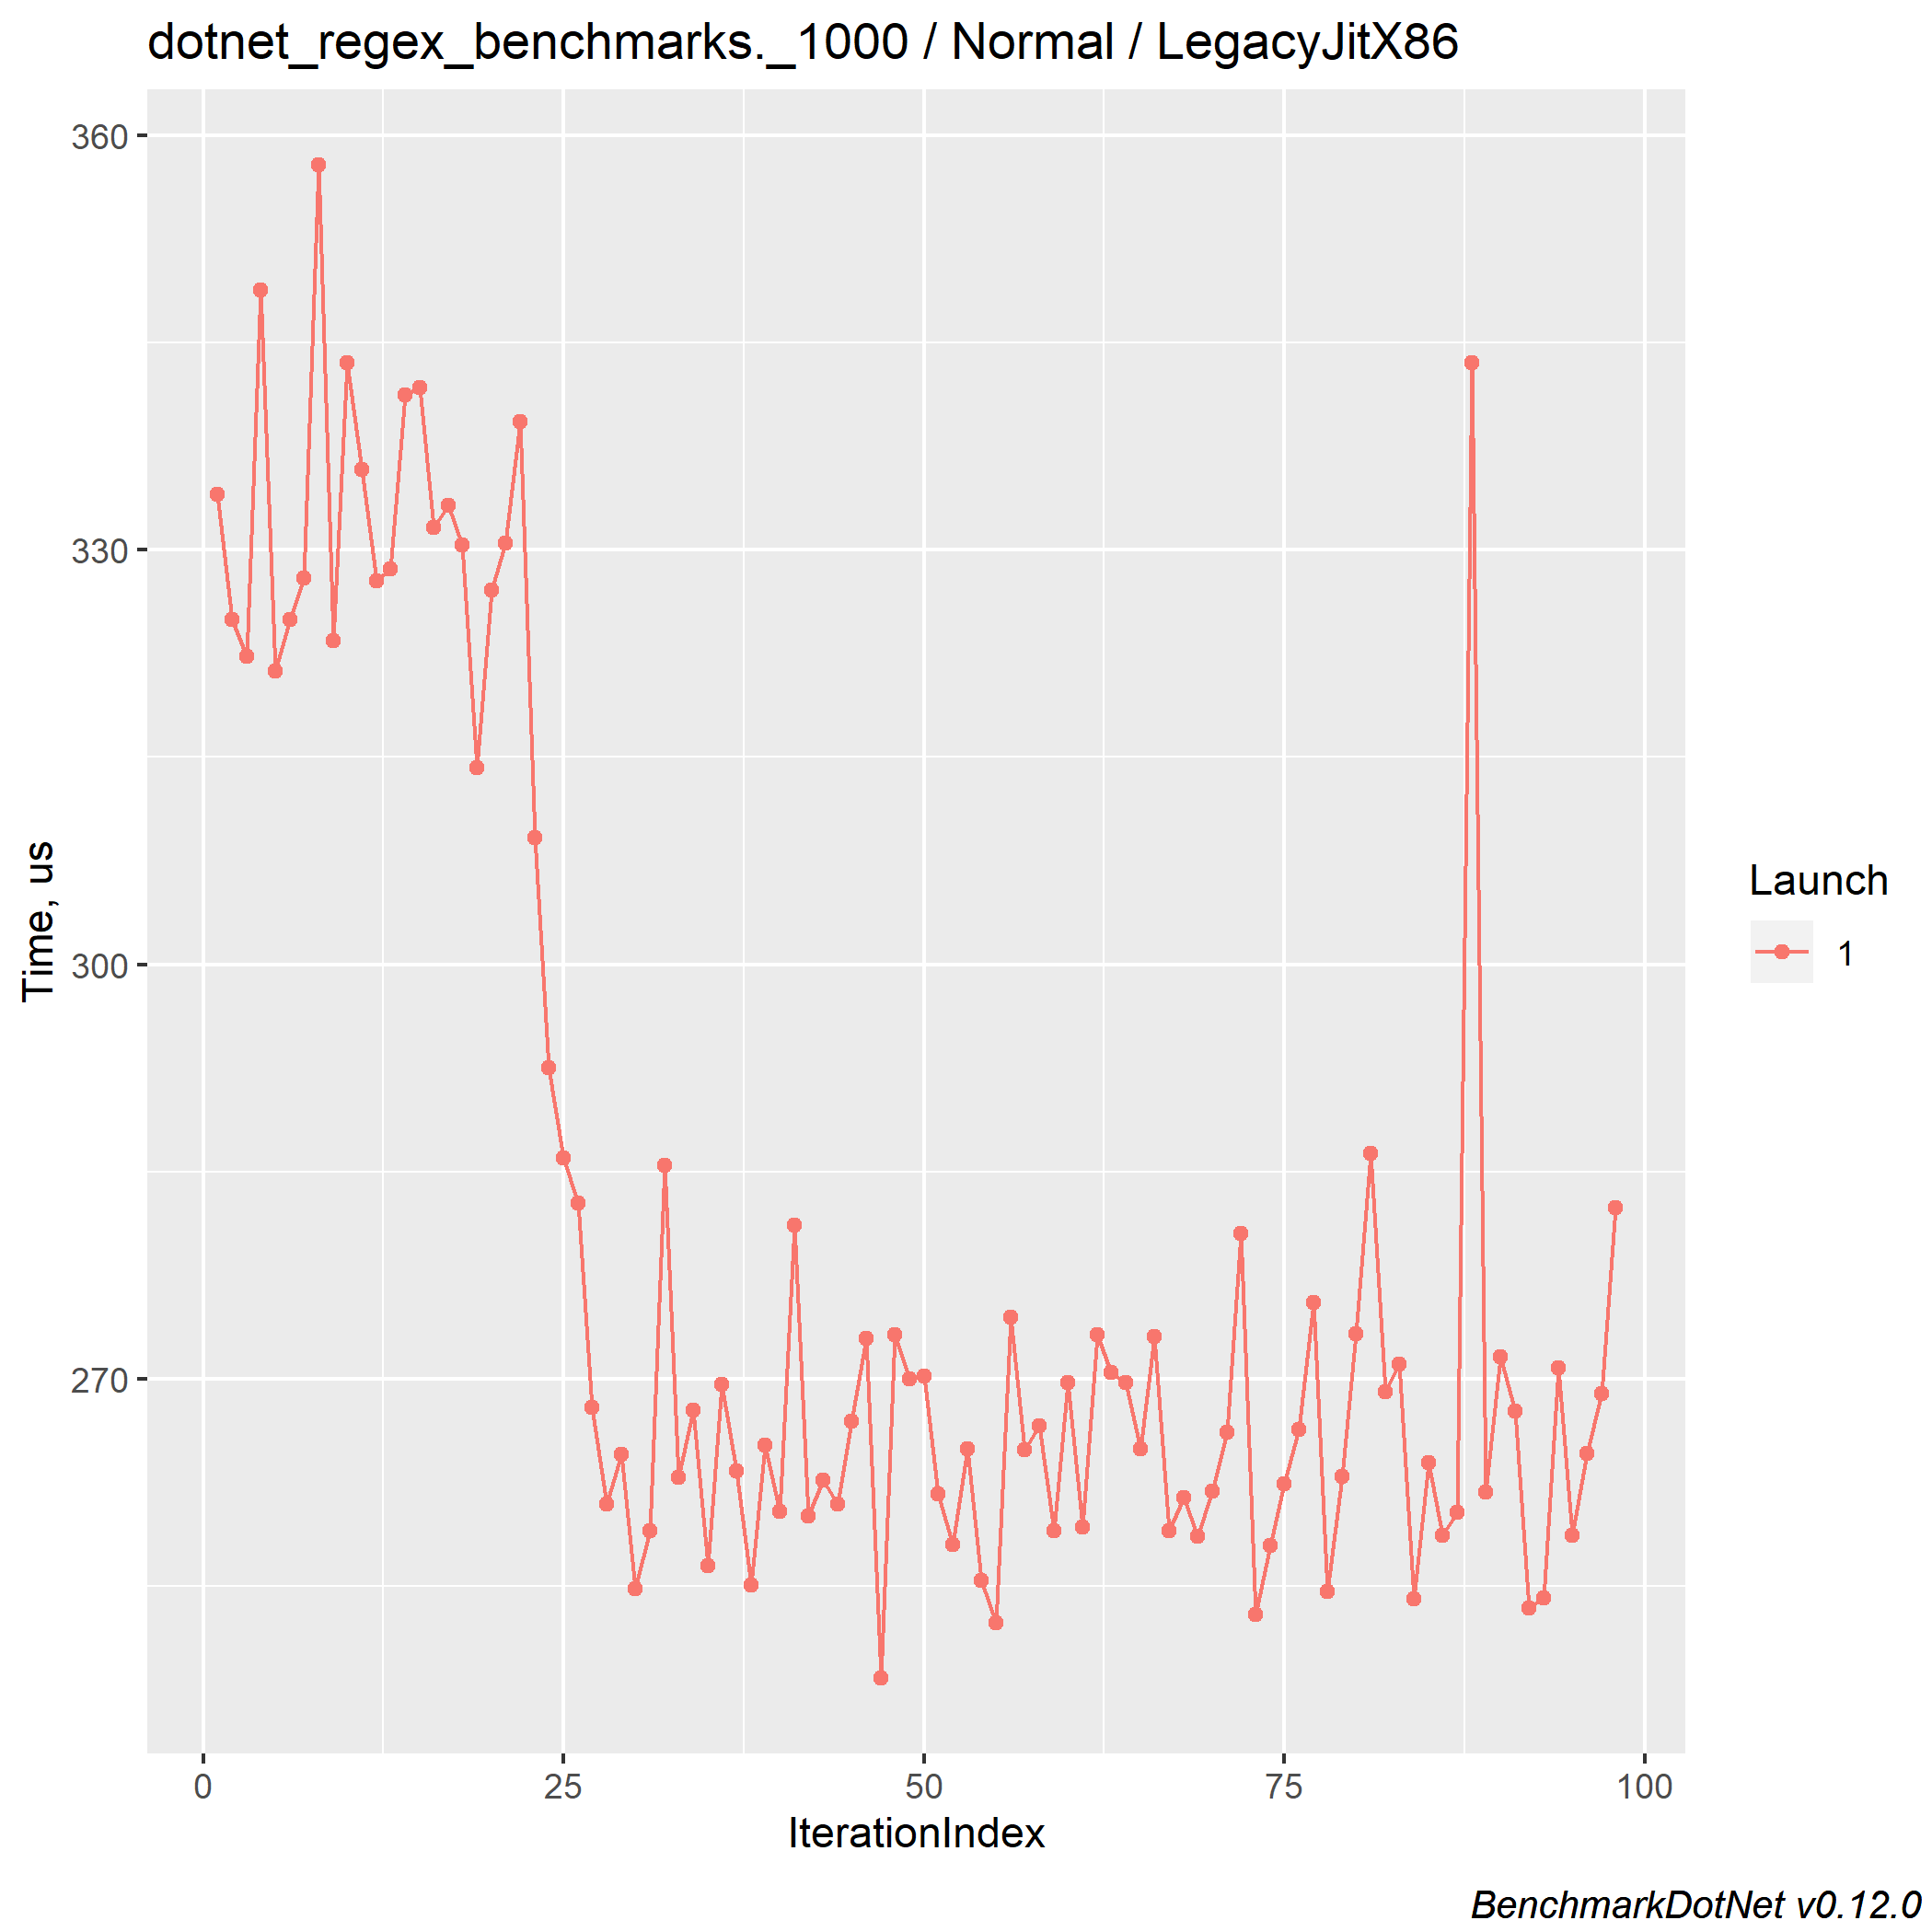 dotnet_regex_benchmarks._1000 / Normal / LegacyJitX86
360
330
300
270
Time, us
0 25 50 75 100
IterationIndex
Launch
1
BenchmarkDotNet v0.12.0